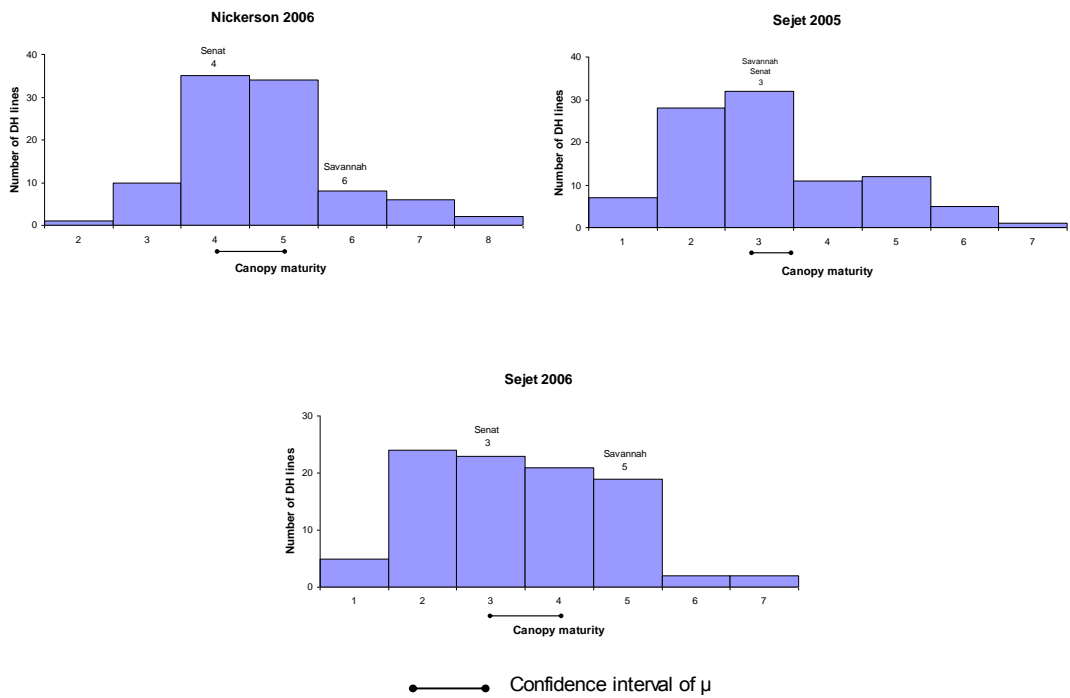 Nickerson 2006
Senat
4
Savannah
6
40
30
20
10
0
Number of DH lines
2 3 4 5 6 7 8
Canopy maturity
Sejet 2005
Savannah
Senat
3
40
30
20
10
0
Number of DH lines
1 2 3 4 5 6 7
Canopy maturity
Sejet 2006
Senat
3
Savannah
5
30
20
10
0
Number of DH lines
1 2 3 4 5 6 7
Canopy maturity
Confidence interval of µ